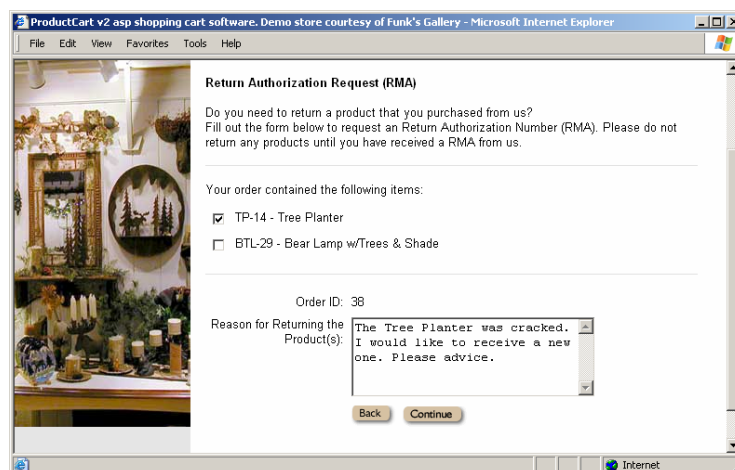 ProductCart v2 asp shopping cart software. Demo store courtesy of Funk's Gallery - Microsoft Internet Explorer
File Edit View Favorites Tools Help
Return Authorization Request (RMA)
Do you need to return a product that you purchased from us?
Fill out the form below to request an Return Authorization Number (RMA). Please do not
return any products until you have received a RMA from us.
Your order contained the following items:
TP-14 - Tree Planter
BTL-29 - Bear Lamp w/Trees & Shade
Order ID: 38
Reason for Returning the
Product(s):
The Tree Planter was cracked.
I would like to receive a new
one. Please advice.
Back Continue
Internet